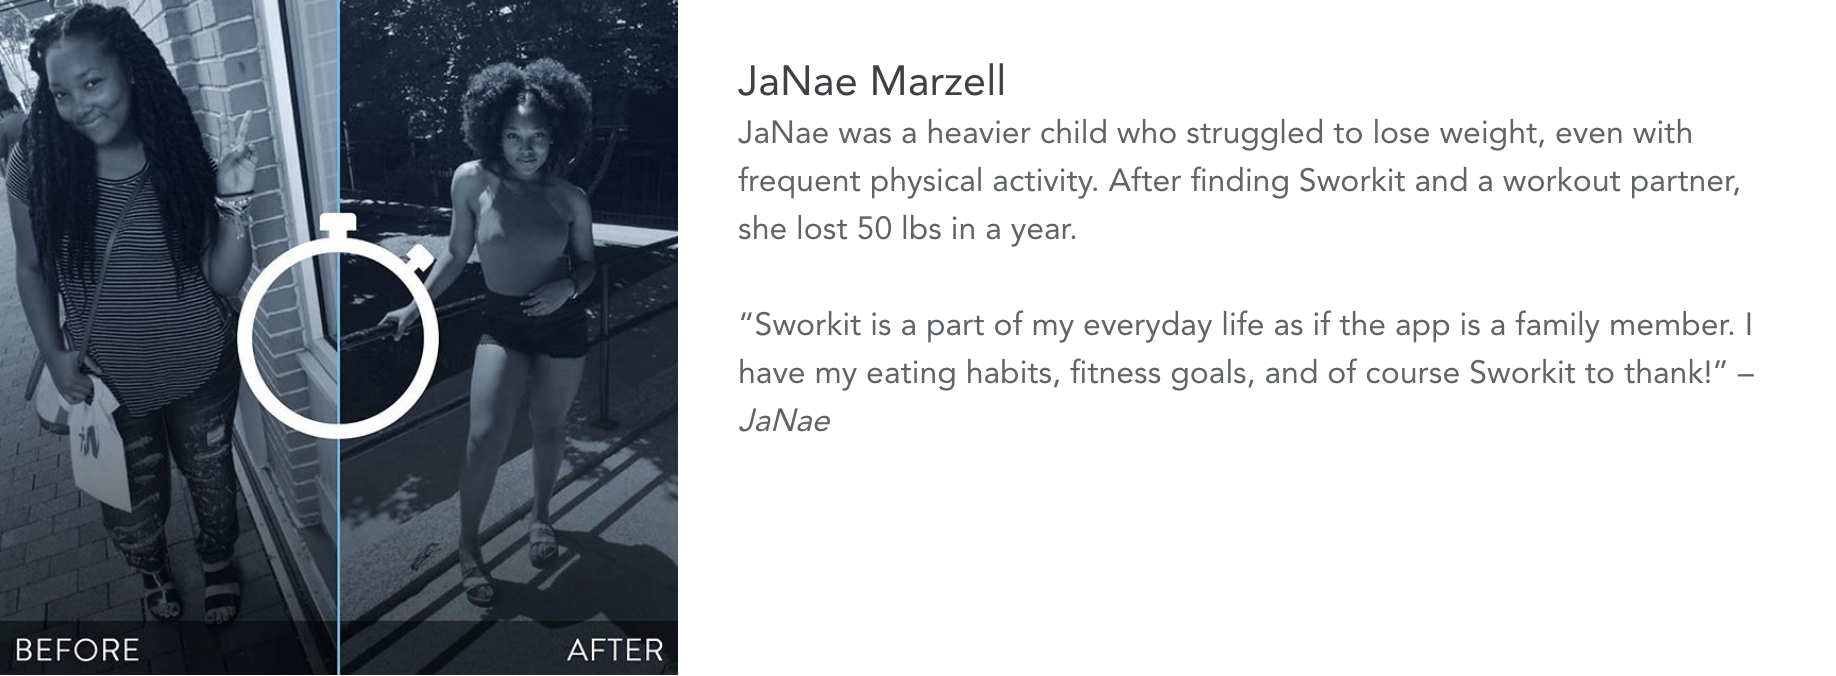 BEFORE
AFTER
JaNae Marzell
JaNae was a heavier child who struggled to lose weight, even with
frequent physical activity. After finding Sworkit and a workout partner,
she lost 50 lbs in a year.
“Sworkit is a part of my everyday life as if the app is a family member. I
have my eating habits, fitness goals, and of course Sworkit to thank!” –
JaNae